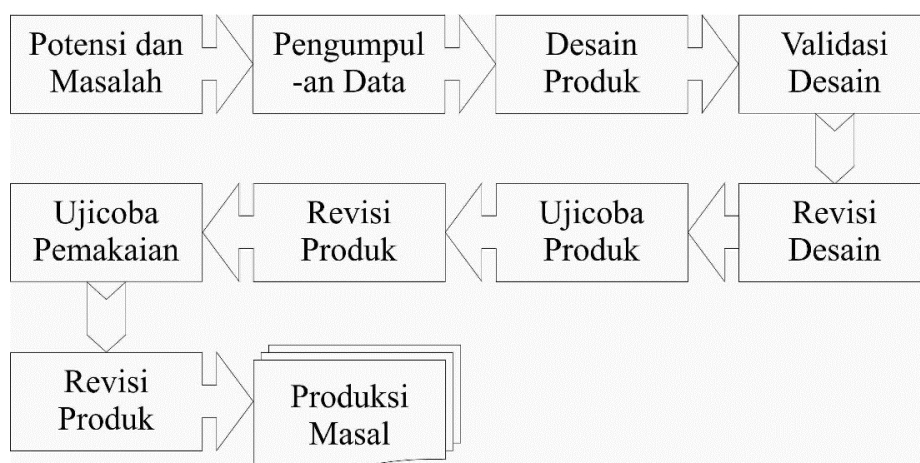 Potensi dan
Masalah
Pengumpul
-an Data
Desain
Produk
Validasi
Desain
Revisi
Desain
Ujicoba
Produk
Revisi
Produk
Ujicoba
Pemakaian
Revisi
Produk
Produksi
Masal